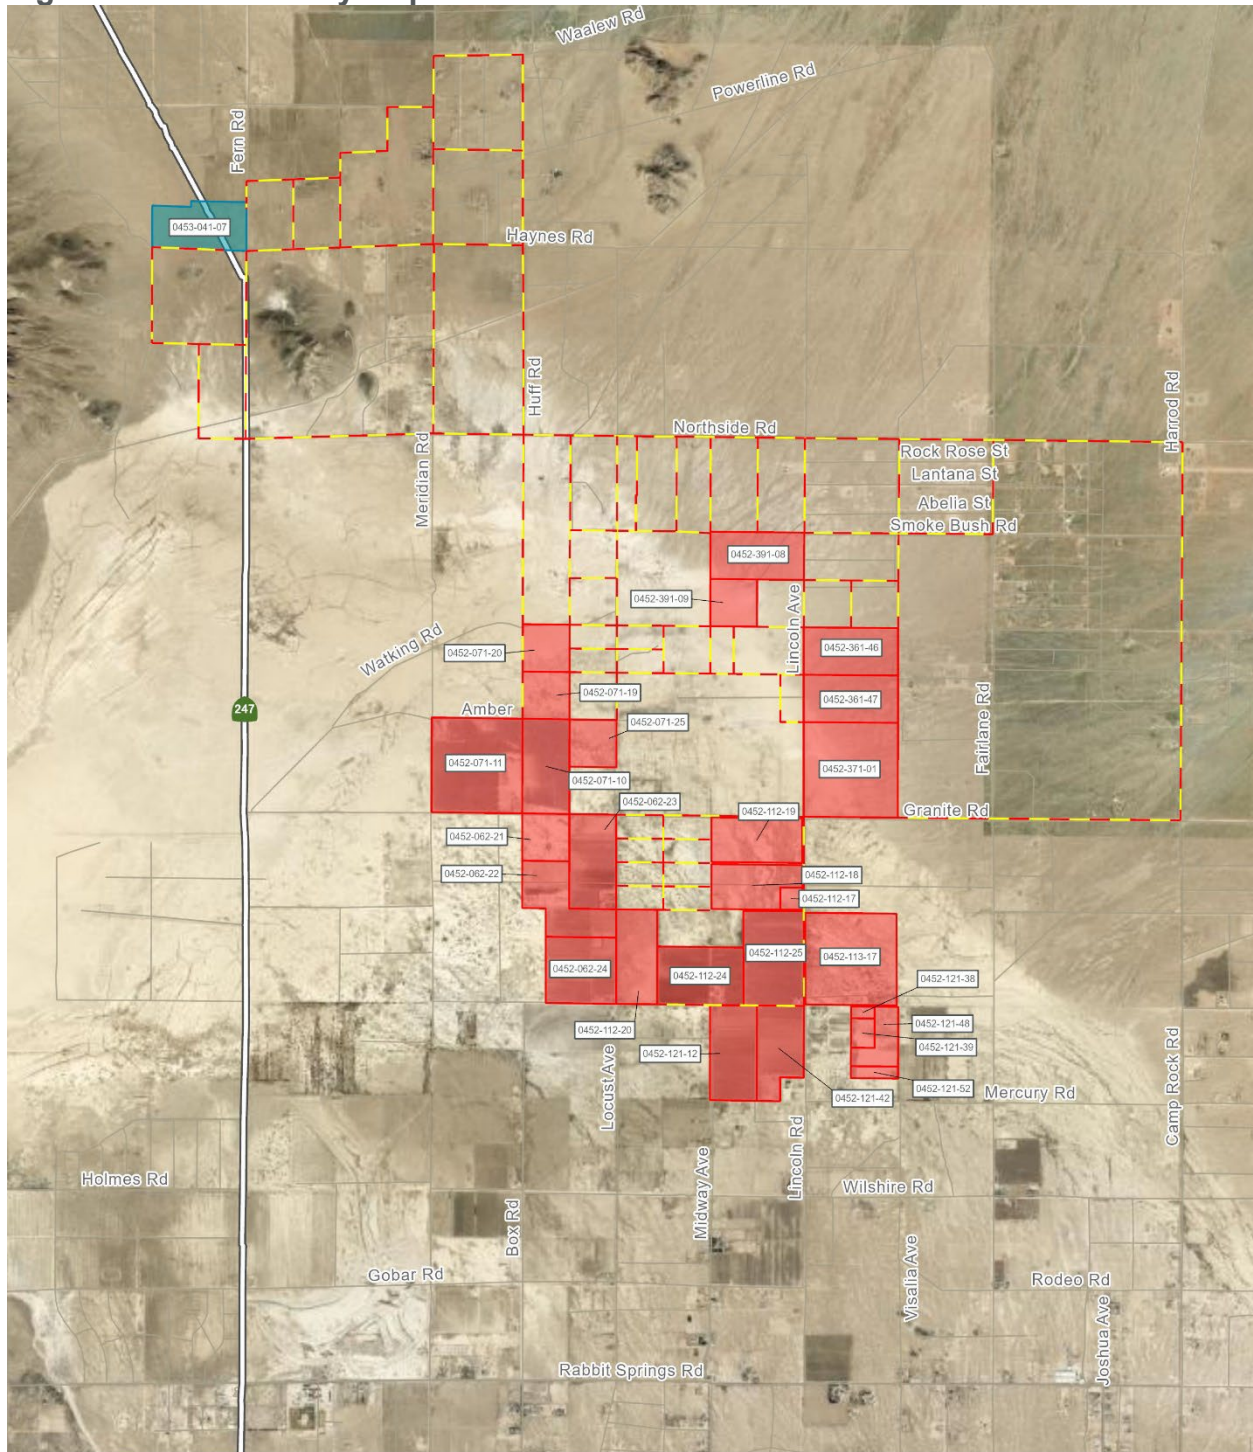 Waalew Rd
Powerline Rd
Fern Rd
0453-041-07
Haynes Rd
Huff Rd
Harrod Rd
Northside Rd
Meridian Rd
Rock Rose St
Lantana St
Abelia St
Smoke Bush Rd
0452-391-08
0452-391-09
Lincoln Ave
Watking Rd
0452-071-20
0452-361-46
0452-071-19
0452-361-47
Fairlane Rd
247
Amber
0452-071-25
0452-071-11
0452-071-10
0452-371-01
0452-062-23
0452-112-19
Granite Rd
0452-062-21
0452-062-22
0452-112-18
0452-112-17
0452-062-24
0452-112-24
0452-112-25
0452-113-17
0452-121-38
0452-112-20
0452-121-48
0452-121-39
0452-121-12
0452-121-52
0452-121-42
Locust Ave
Mercury Rd
Camp Rock Rd
Lincoln Rd
Midway Ave
Holmes Rd
Wilshire Rd
Box Rd
Visalia Ave
Gobar Rd
Rodeo Rd
Joshua Ave
Rabbit Springs Rd